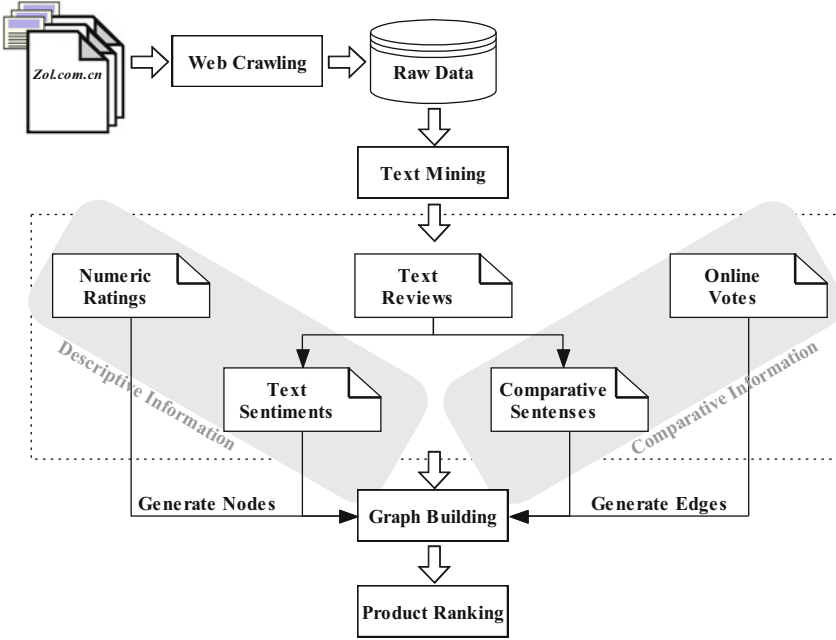 Zol.com.cn
Web Crawling
Raw Data
Text Mining
Numeric
Ratings
Text
Reviews
Online
Votes
Descriptive Information
Text
Sentiments
Comparative
Sentenses
Comparative Information
Generate Nodes
Graph Building
Generate Edges
Product Ranking